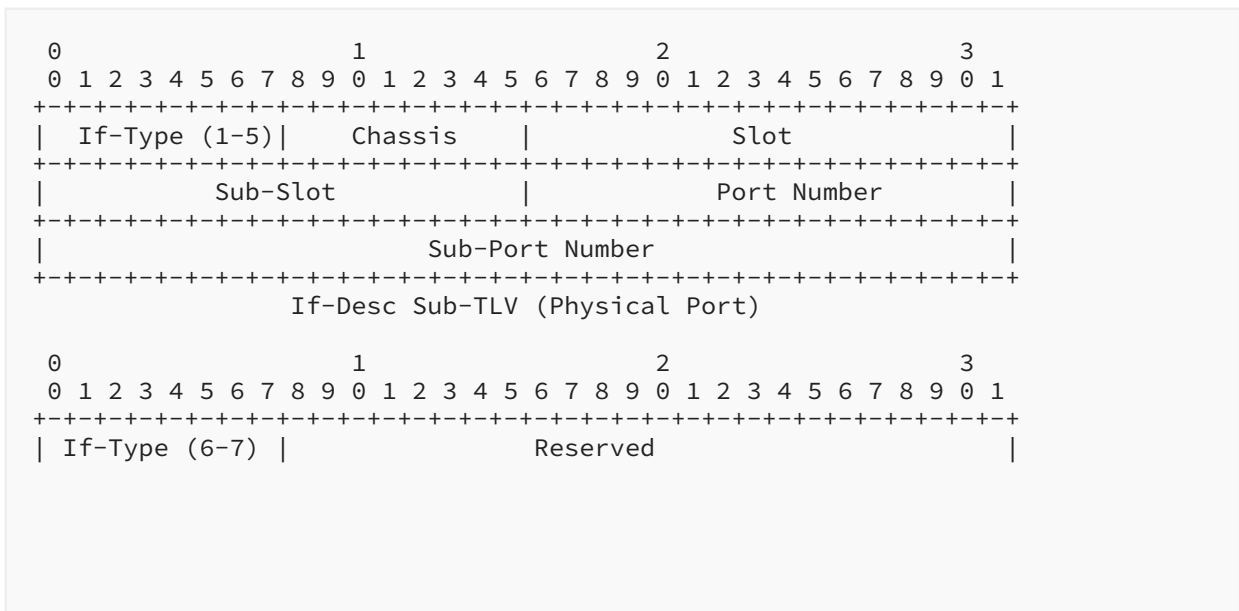 0                   1                   2                   3
 0 1 2 3 4 5 6 7 8 9 0 1 2 3 4 5 6 7 8 9 0 1 2 3 4 5 6 7 8 9 0 1
+-+-+-+-+-+-+-+-+-+-+-+-+-+-+-+-+-+-+-+-+-+-+-+-+-+-+-+-+-+-+-+-+
|  If-Type (1-5)|    Chassis    |             Slot              |
+-+-+-+-+-+-+-+-+-+-+-+-+-+-+-+-+-+-+-+-+-+-+-+-+-+-+-+-+-+-+-+-+
|           Sub-Slot            |            Port Number        |
+-+-+-+-+-+-+-+-+-+-+-+-+-+-+-+-+-+-+-+-+-+-+-+-+-+-+-+-+-+-+-+-+
|                         Sub-Port Number                       |
+-+-+-+-+-+-+-+-+-+-+-+-+-+-+-+-+-+-+-+-+-+-+-+-+-+-+-+-+-+-+-+-+
                If-Desc Sub-TLV (Physical Port)

 0                   1                   2                   3
 0 1 2 3 4 5 6 7 8 9 0 1 2 3 4 5 6 7 8 9 0 1 2 3 4 5 6 7 8 9 0 1
+-+-+-+-+-+-+-+-+-+-+-+-+-+-+-+-+-+-+-+-+-+-+-+-+-+-+-+-+-+-+-+-+
| If-Type (6-7) |                Reserved                       |